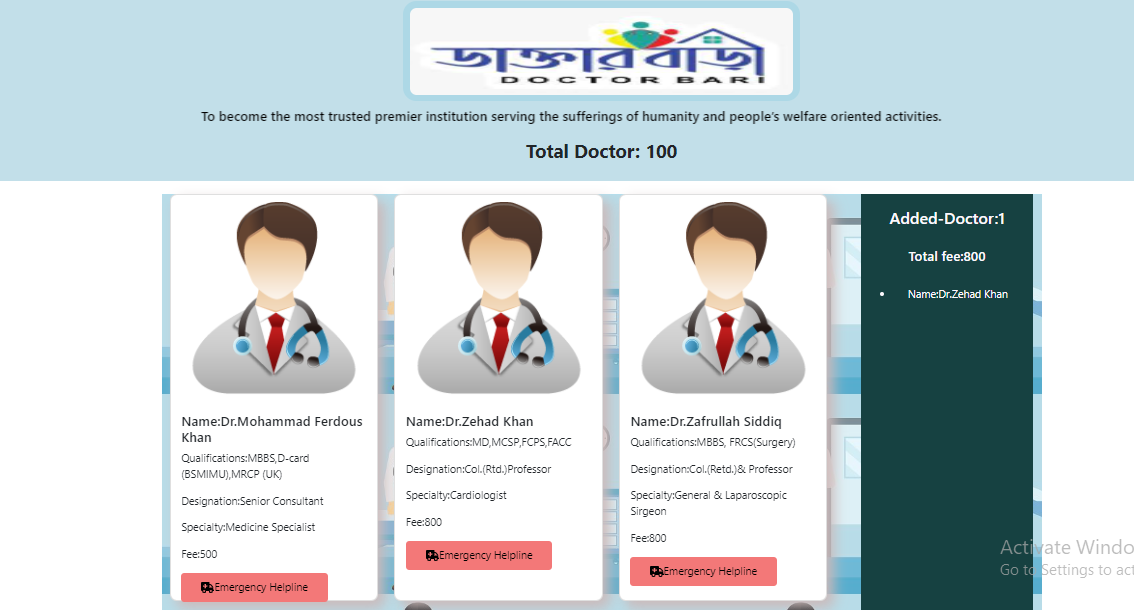 ডাক্তার বাড়ী
DOCTOR BARI
To become the most trusted premier institution serving the sufferings of humanity and people's welfare oriented activities.
Total Doctor: 100
Name:Dr.Mohammad Ferdous
Khan
Qualifications:MBBS,D-card
(BSMIMU),MRCP (UK)
Designation:Senior Consultant
Specialty:Medicine Specialist
Fee:500
Emergency Helpline
Name:Dr.Zehad Khan
Qualifications:MD,MCSP,FCPS,FACC
Designation:Col.(Rtd.)Professor
Specialty:Cardiologist
Fee:800
Emergency Helpline
Name:Dr.Zafrullah Siddiq
Qualifications:MBBS, FRCS(Surgery)
Designation:Col.(Retd.)& Professor
Specialty:General & Laparoscopic
Sirgeon
Fee:800
Emergency Helpline
Added-Doctor:1
Total fee:800
Name:Dr.Zehad Khan
Activate Windo
Go to Settings to act